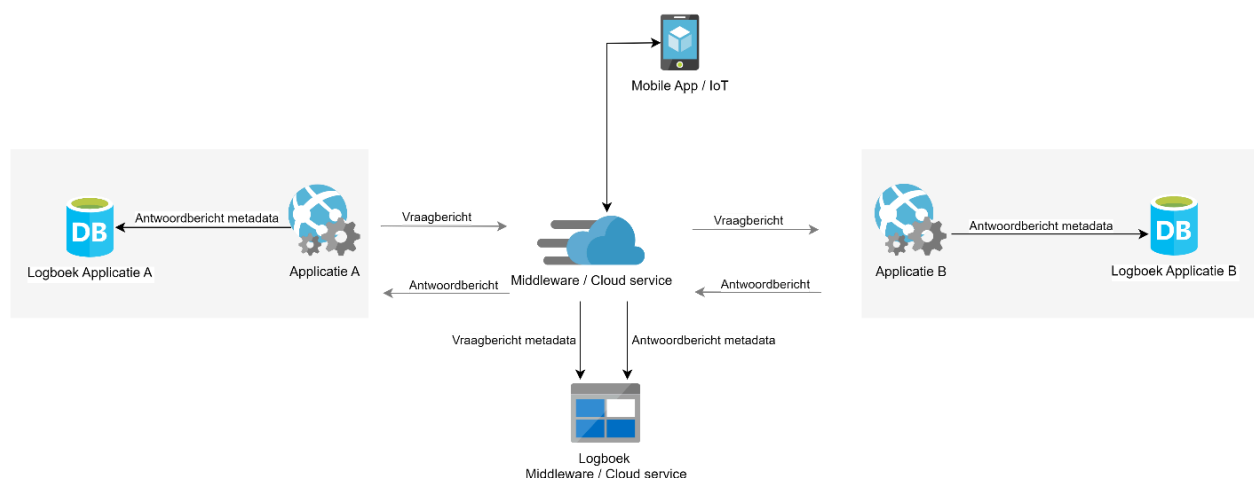 Mobile App / IoT
Antwoordbericht metadata
DB
Logboek Applicatie A
Applicatie A
Vraagbericht
Antwoordbericht
Middleware / Cloud service
Vraagbericht
Antwoordbericht
Applicatie B
Antwoordbericht metadata
DB
Logboek Applicatie B
Vraagbericht metadata
Antwoordbericht metadata
Logboek
Middleware / Cloud service